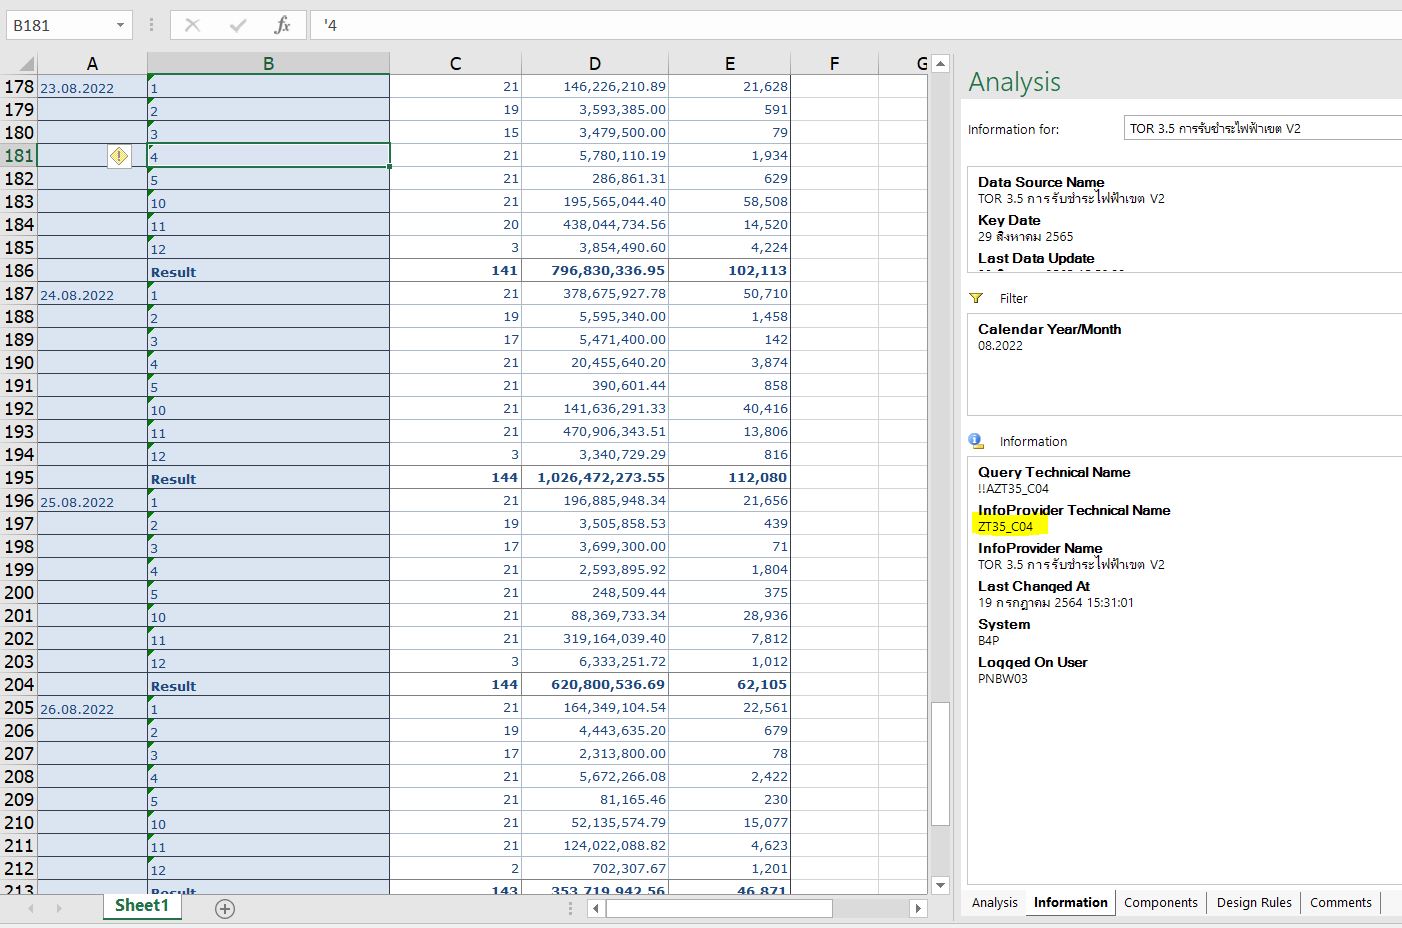 B181 fx '4
A B C D E F G
178 23.08.2022 1 21 146,226,210.89 21,628
179 2 19 3,593,385.00 591
180 3 15 3,479,500.00 79
181 4 21 5,780,110.19 1,934
182 5 21 286,861.31 629
183 10 21 195,565,044.40 58,508
184 11 20 438,044,734.56 14,520
185 12 3 3,854,490.60 4,224
186 Result 141 796,830,336.95 102,113
187 24.08.2022 1 21 378,675,927.78 50,710
188 2 19 5,595,340.00 1,458
189 3 17 5,471,400.00 142
190 4 21 20,455,640.20 3,874
191 5 21 390,601.44 858
192 10 21 141,636,291.33 40,416
193 11 21 470,906,343.51 13,806
194 12 3 3,340,729.29 816
195 Result 144 1,026,472,273.55 112,080
196 25.08.2022 1 21 196,885,948.34 21,656
197 2 19 3,505,858.53 439
198 3 17 3,699,300.00 71
199 4 21 2,593,895.92 1,804
200 5 21 248,509.44 375
201 10 21 88,369,733.34 28,936
202 11 21 319,164,039.40 7,812
203 12 3 6,333,251.72 1,012
204 Result 144 620,800,536.69 62,105
205 26.08.2022 1 21 164,349,104.54 22,561
206 2 19 4,443,635.20 679
207 3 17 2,313,800.00 78
208 4 21 5,672,266.08 2,422
209 5 21 81,165.46 230
210 10 21 52,135,574.79 15,077
211 11 21 124,022,088.82 4,623
212 12 2 702,307.67 1,201
213 Result 143 353,719,942.56 46,871
Sheet1
Analysis
Information for: TOR 3.5 การรับชำระไฟฟ้าเขต V2
Data Source Name
TOR 3.5 การรับชำระไฟฟ้าเขต V2
Key Date
29 สิงหาคม 2565
Last Data Update
Filter
Calendar Year/Month
08.2022
Information
Query Technical Name
!!AZT35_C04
InfoProvider Technical Name
ZT35_C04
InfoProvider Name
TOR 3.5 การรับชำระไฟฟ้าเขต V2
Last Changed At
19 กรกฎาคม 2564 15:31:01
System
B4P
Logged On User
PNBW03
Analysis Information Components Design Rules Comments